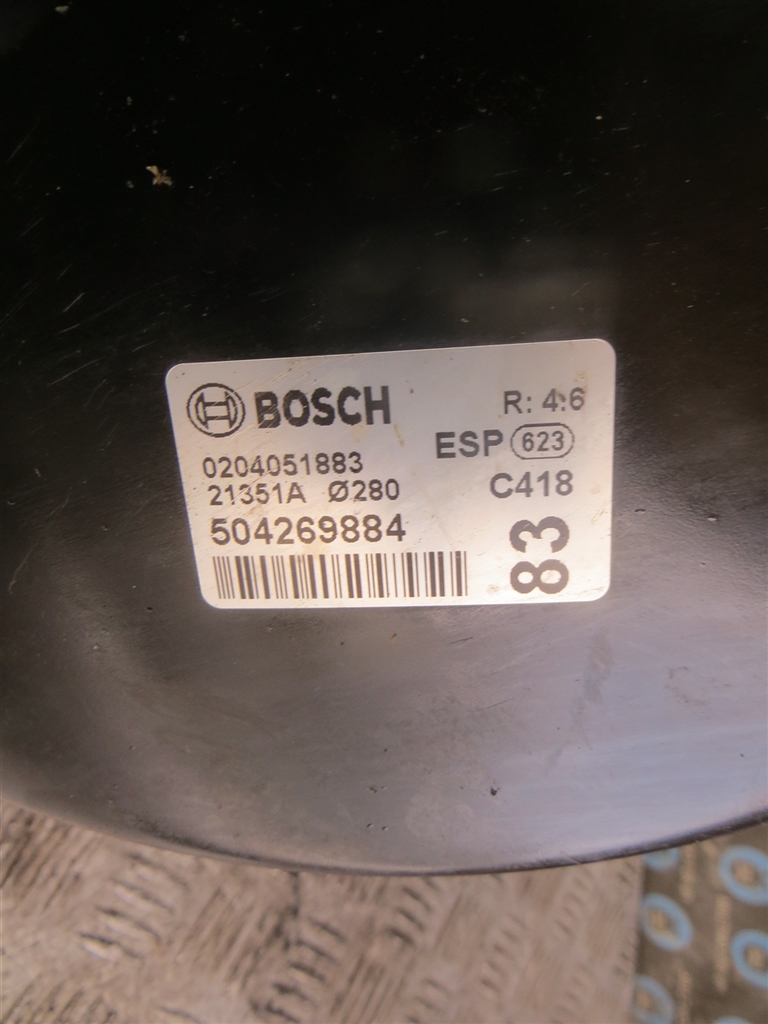 BOSCH
R: 4.6
ESP 623
0204051883
21351A Ø280
C418
504269884
83